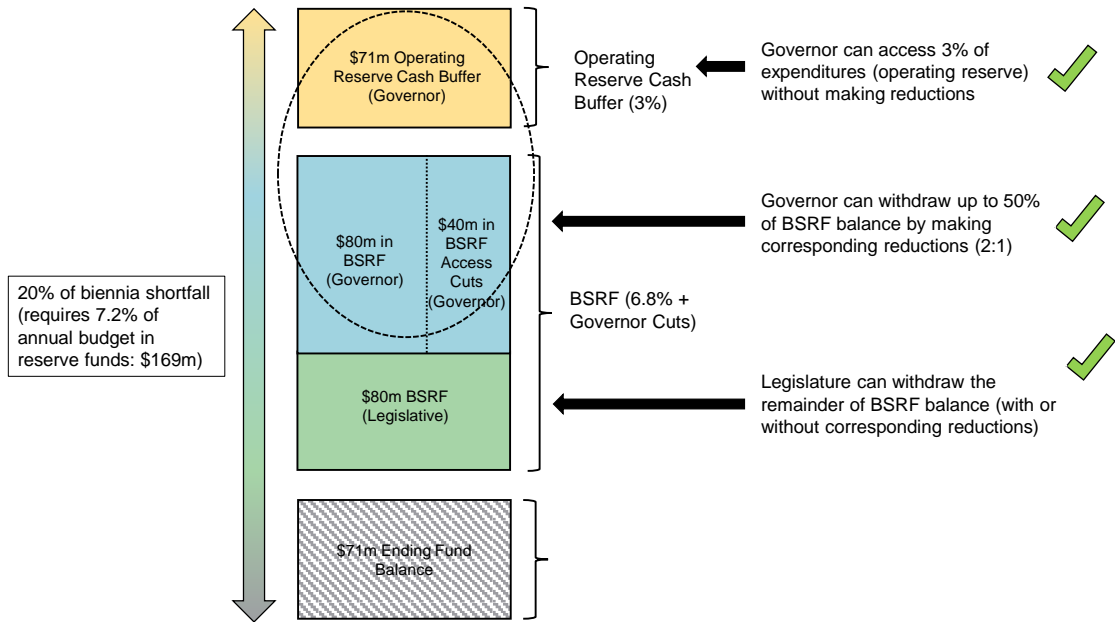 $71m Operating
Reserve Cash Buffer
(Governor)
Operating
Reserve Cash
Buffer (3%)
Governor can access 3% of
expenditures (operating reserve)
without making reductions
$80m in
BSRF
(Governor)
$40m in
BSRF
Access
Cuts
(Governor)
Governor can withdraw up to 50%
of BSRF balance by making
corresponding reductions (2:1)
20% of biennia shortfall
(requires 7.2% of
annual budget in
reserve funds: $169m)
BSRF (6.8% +
Governor Cuts)
$80m BSRF
(Legislative)
Legislature can withdraw the
remainder of BSRF balance (with or
without corresponding reductions)
$71m Ending Fund
Balance